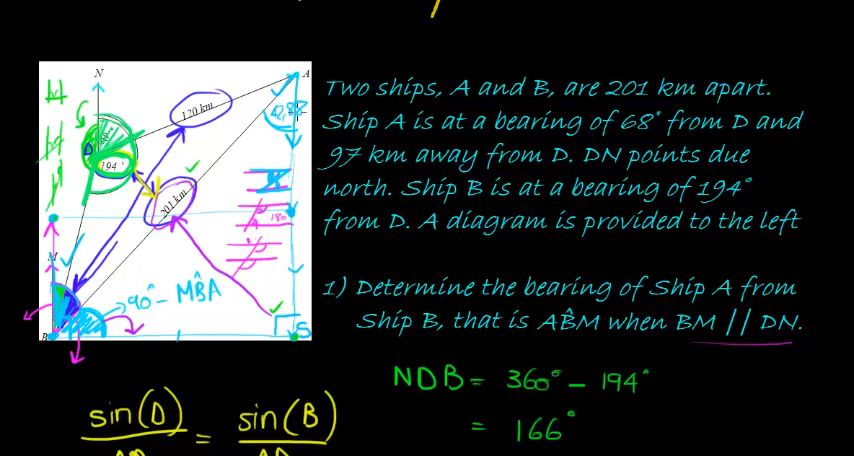 N
A
120 km
68°
D
194°
201 km
180
M
90° - MB̂A
B
S
Two ships, A and B, are 201 km apart.
Ship A is at a bearing of 68° from D and
97 km away from D. DN points due
north. Ship B is at a bearing of 194°
from D. A diagram is provided to the left
1) Determine the bearing of Ship A from
Ship B, that is AB̂M when BM // DN.
NDB = 360° - 194°
= 166°
sin(D) = sin(B)